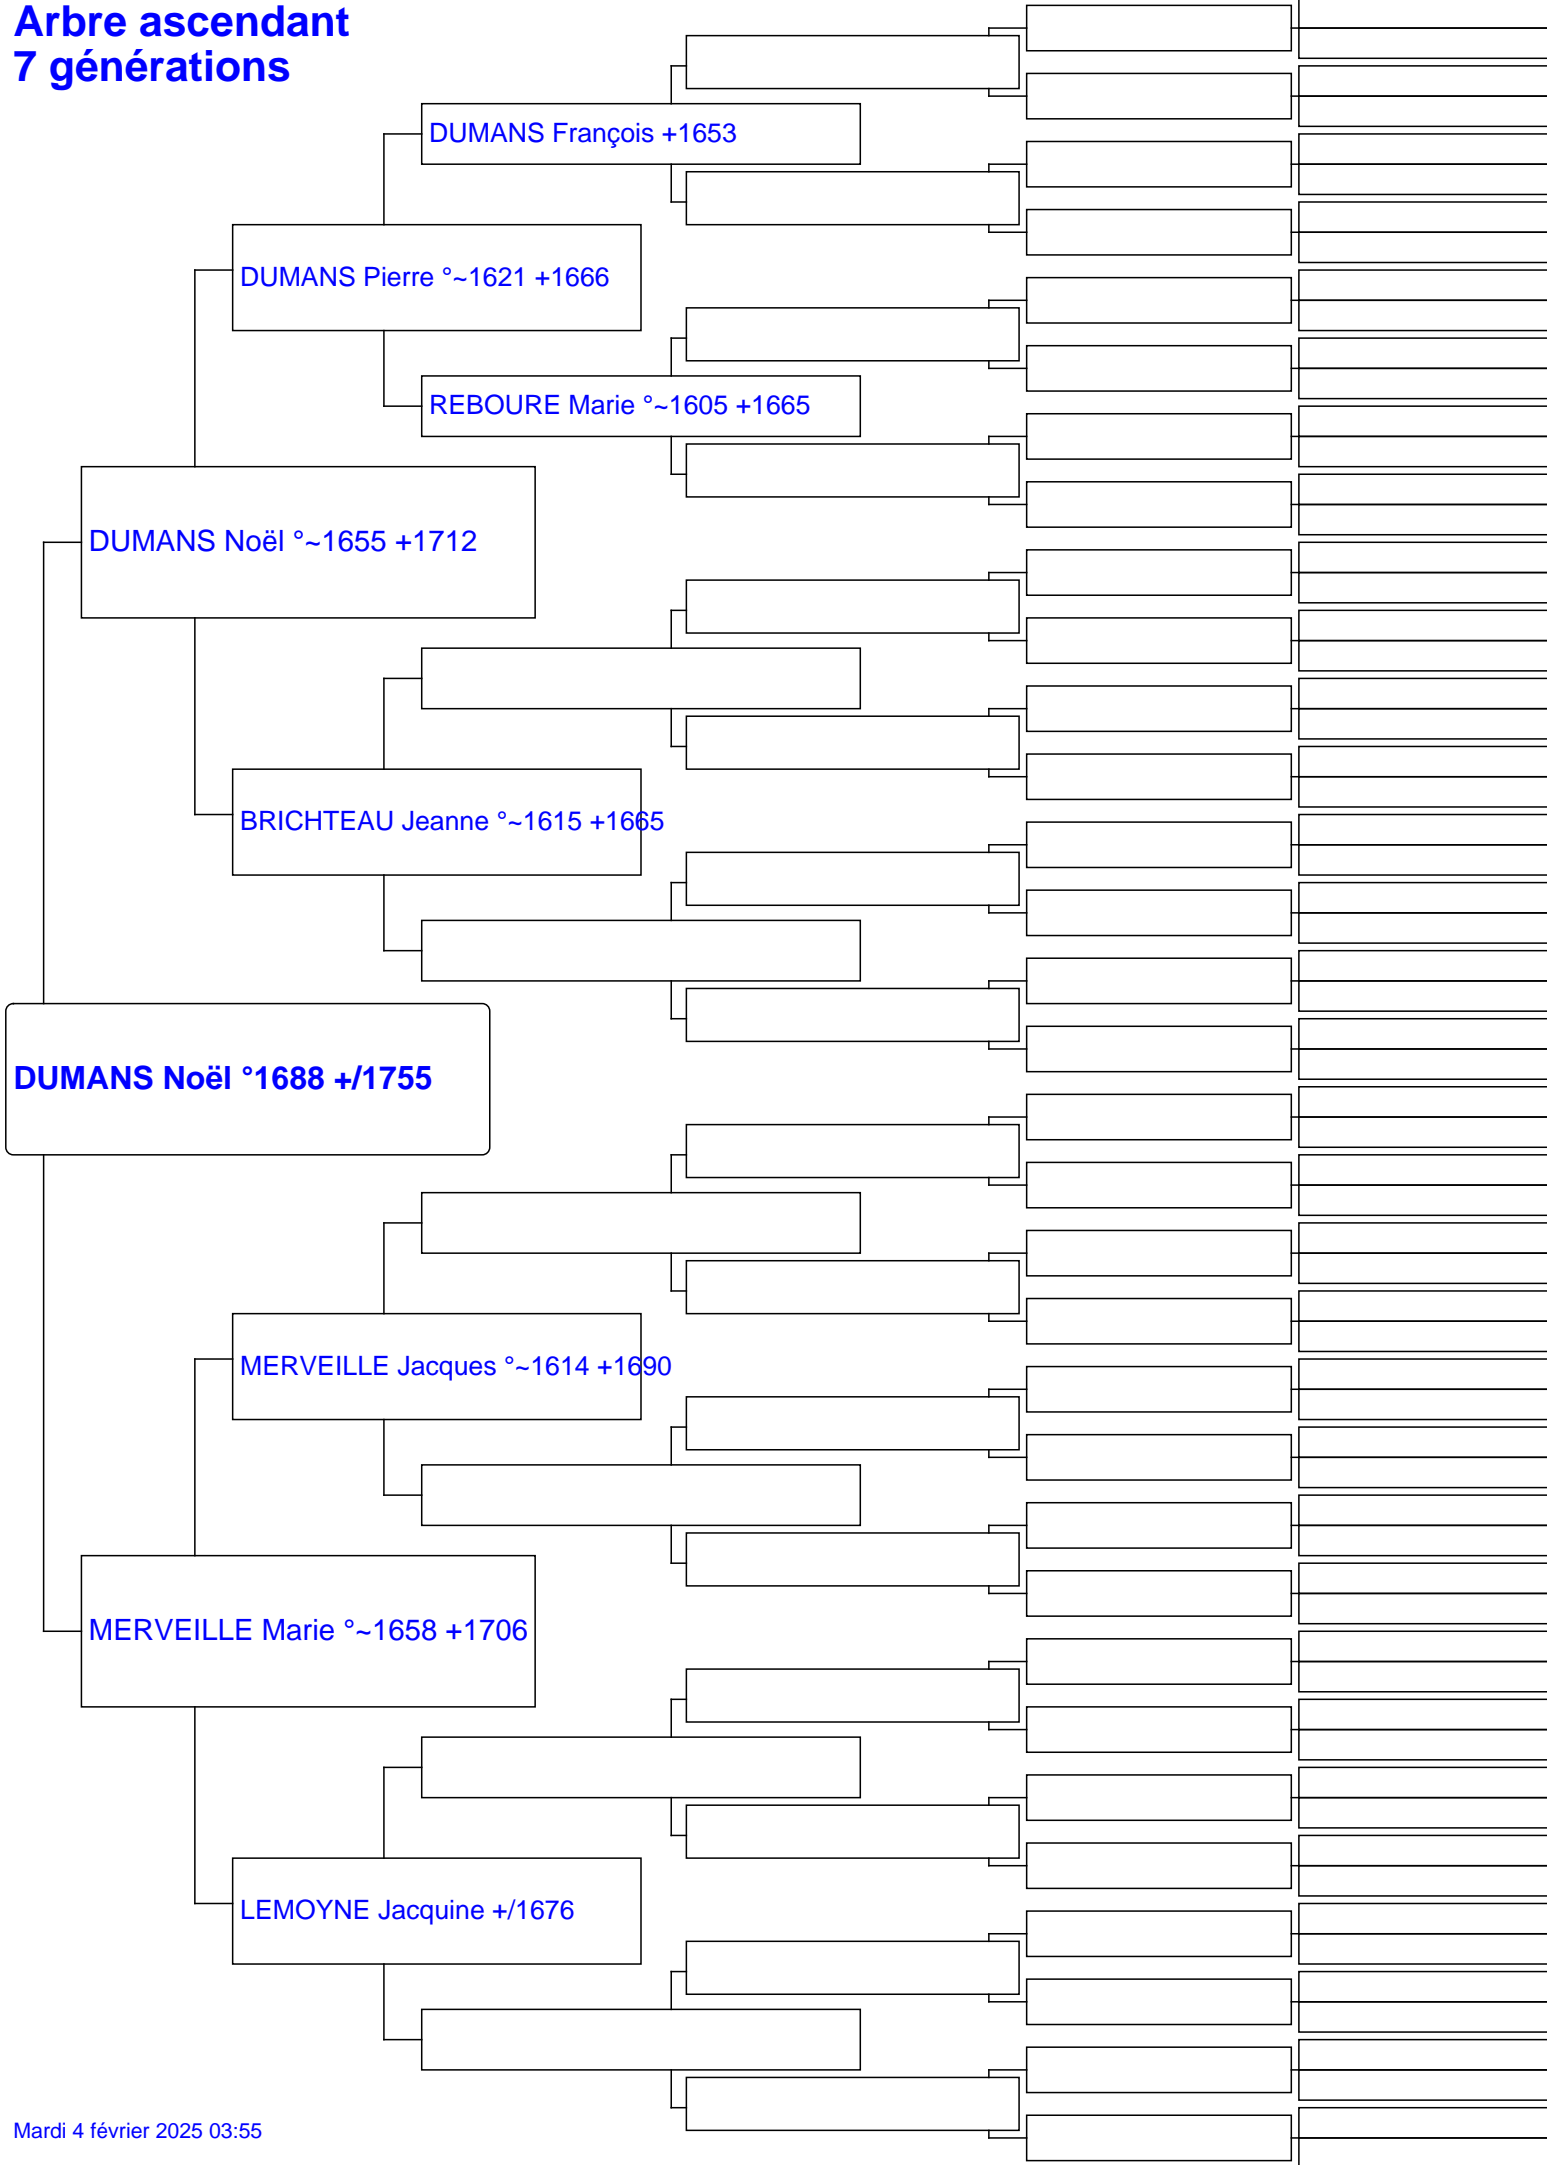 Arbre ascendant
7 générations
DUMANS François +1653
DUMANS Pierre °~1621 +1666
REBOURE Marie °~1605 +1665
DUMANS Noël °~1655 +1712
BRICHTEAU Jeanne °~1615 +1665
DUMANS Noël °1688 +/1755
MERVEILLE Jacques °~1614 +1690
MERVEILLE Marie °~1658 +1706
LEMOYNE Jacquine +/1676
Mardi 4 février 2025 03:55